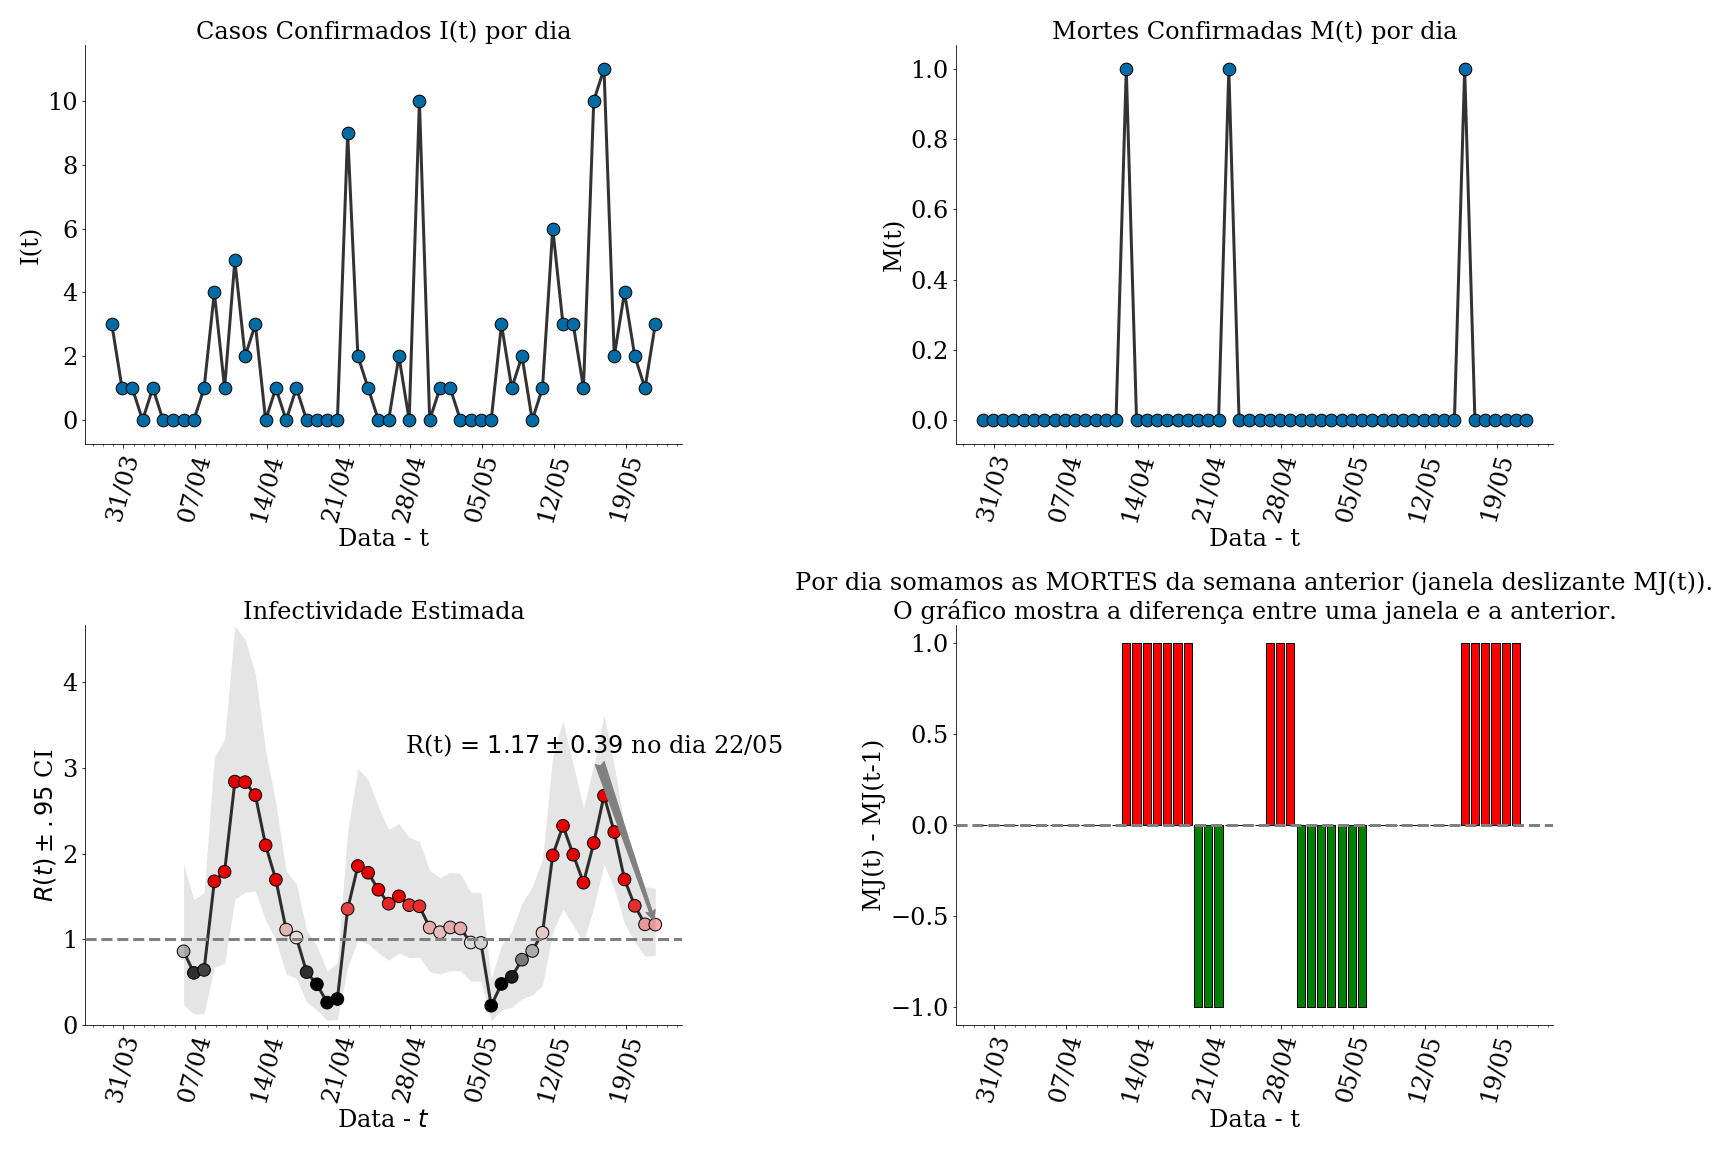 Casos Confirmados I(t) por dia
I(t)
10
8
6
4
2
0
31/03 07/04 14/04 21/04 28/04 05/05 12/05 19/05
Data - t
Mortes Confirmadas M(t) por dia
M(t)
1.0
0.8
0.6
0.4
0.2
0.0
31/03 07/04 14/04 21/04 28/04 05/05 12/05 19/05
Data - t
Infectividade Estimada
R(t) ± .95 CI
4
3
2
1
0
R(t) = 1.17 ± 0.39 no dia 22/05
31/03 07/04 14/04 21/04 28/04 05/05 12/05 19/05
Data - t
Por dia somamos as MORTES da semana anterior (janela deslizante MJ(t)).
O gráfico mostra a diferença entre uma janela e a anterior.
MJ(t) - MJ(t-1)
1.0
0.5
0.0
−0.5
−1.0
31/03 07/04 14/04 21/04 28/04 05/05 12/05 19/05
Data - t